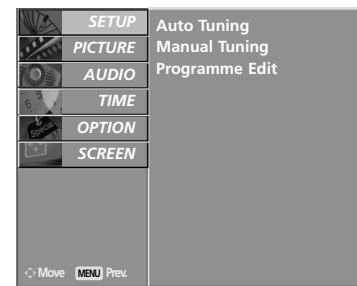 SETUP
PICTURE
AUDIO
TIME
OPTION
SCREEN
Auto Tuning
Manual Tuning
Programme Edit
Move MENU Prev.